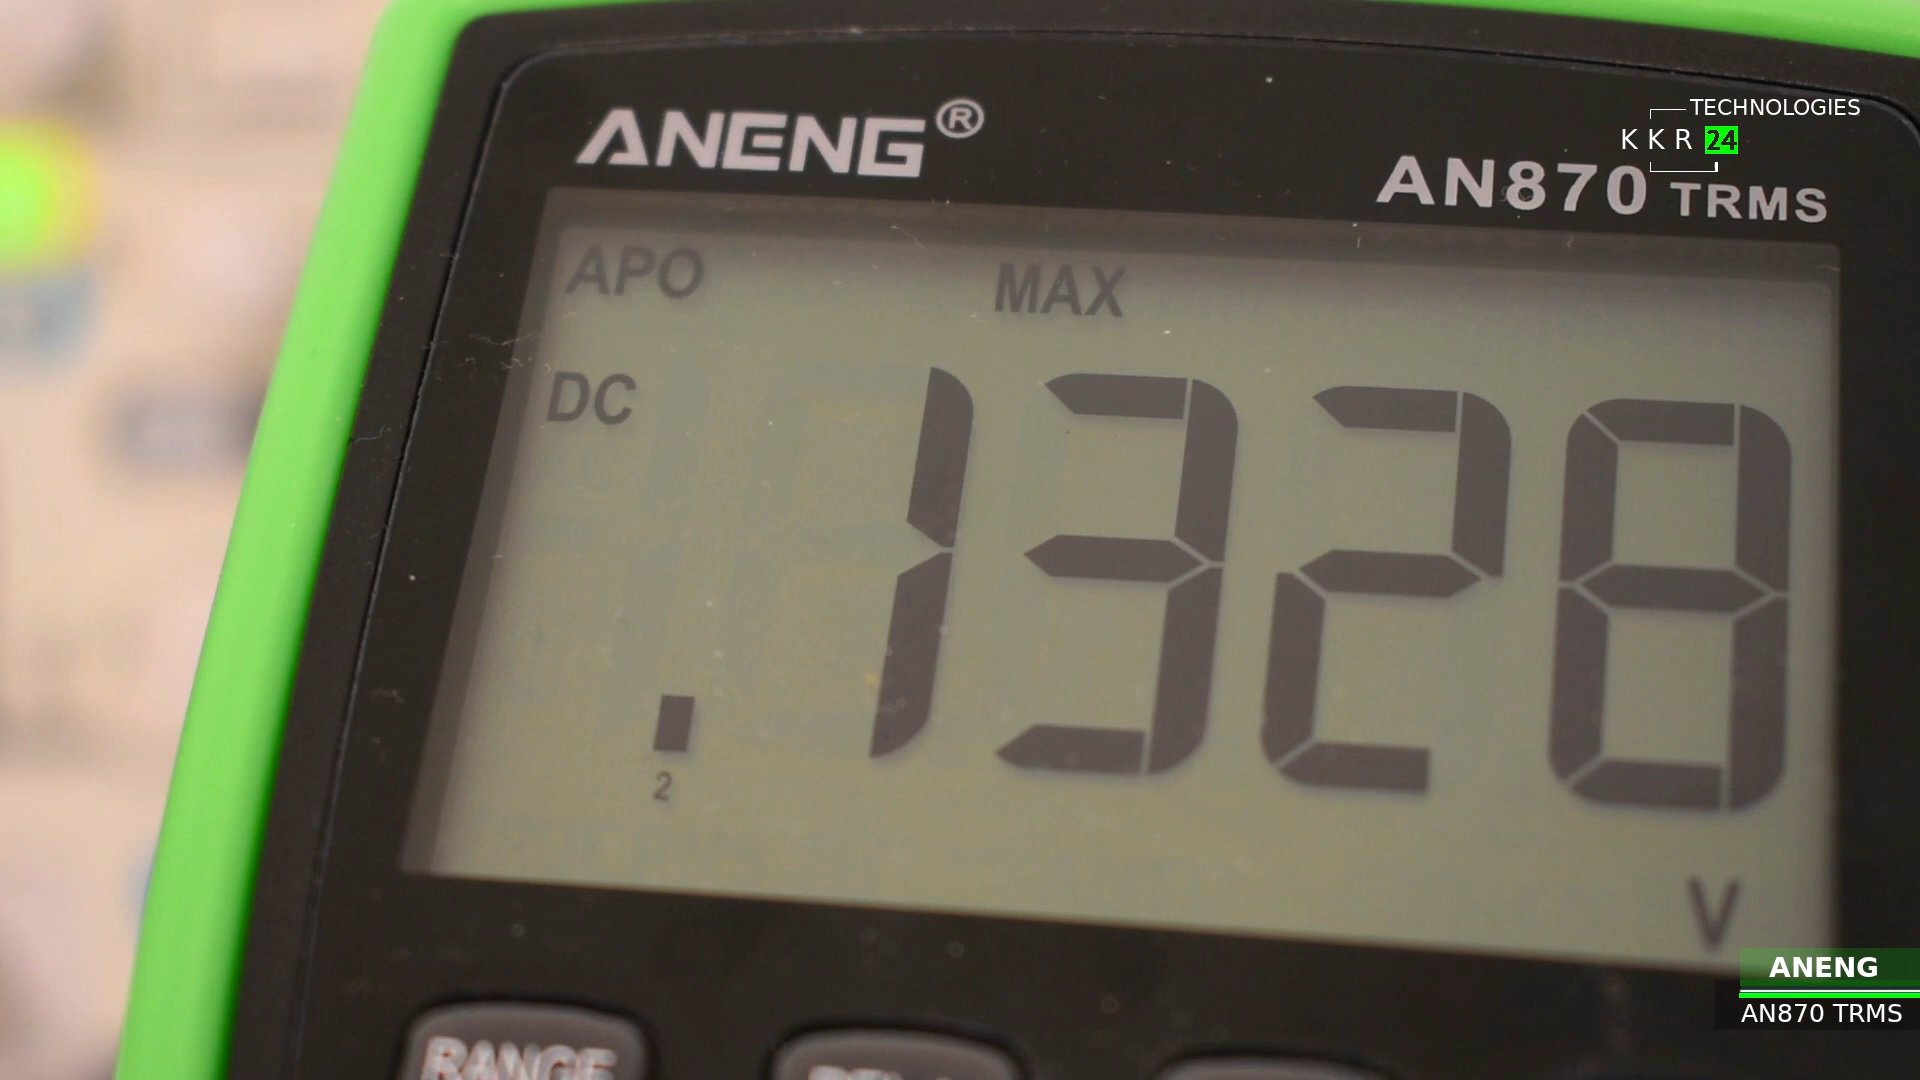 ANENG®
TECHNOLOGIES
KKR 24
AN870 TRMS
APO MAX
DC
.1328
2
V
ANENG
AN870 TRMS
RANGE